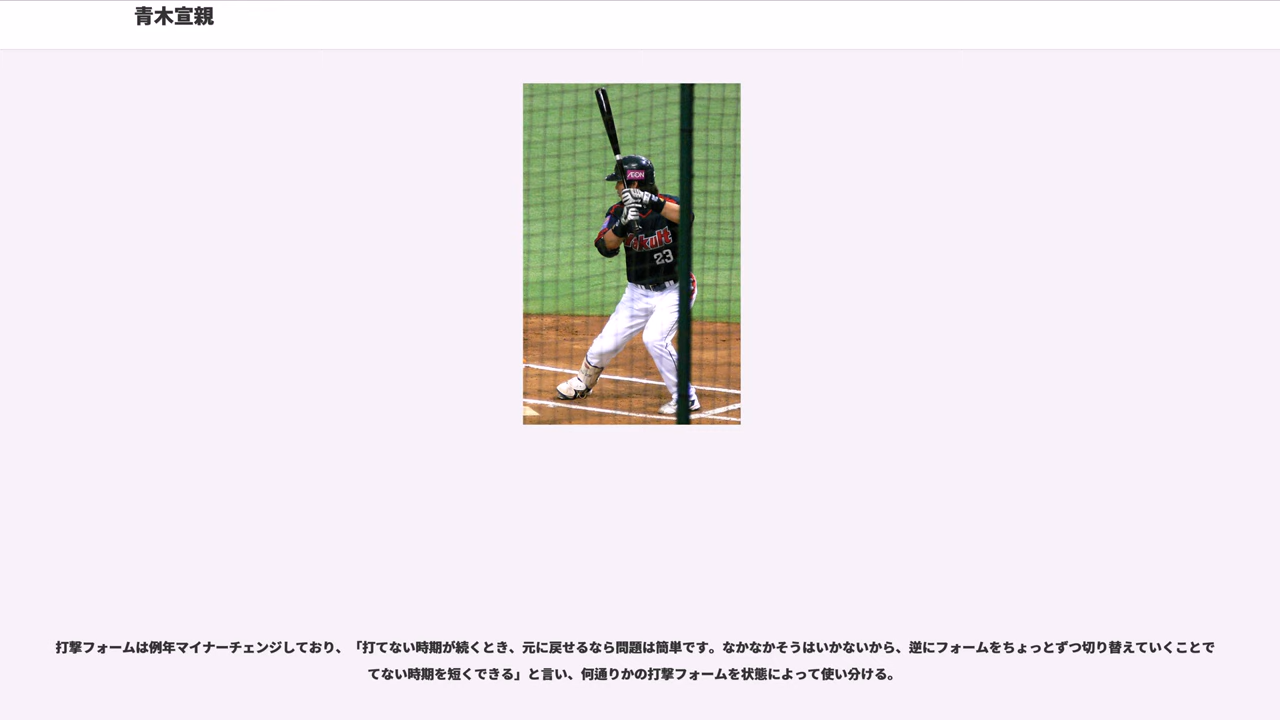 青木宣親
ÆON
akult
23
打撃フォームは例年マイナーチェンジしており、「打てない時期が続くとき、元に戻せるなら問題は簡単です。なかなかそうはいかないから、逆にフォームをちょっとずつ切り替えていくことで
てない時期を短くできる」と言い、何通りかの打撃フォームを状態によって使い分ける。